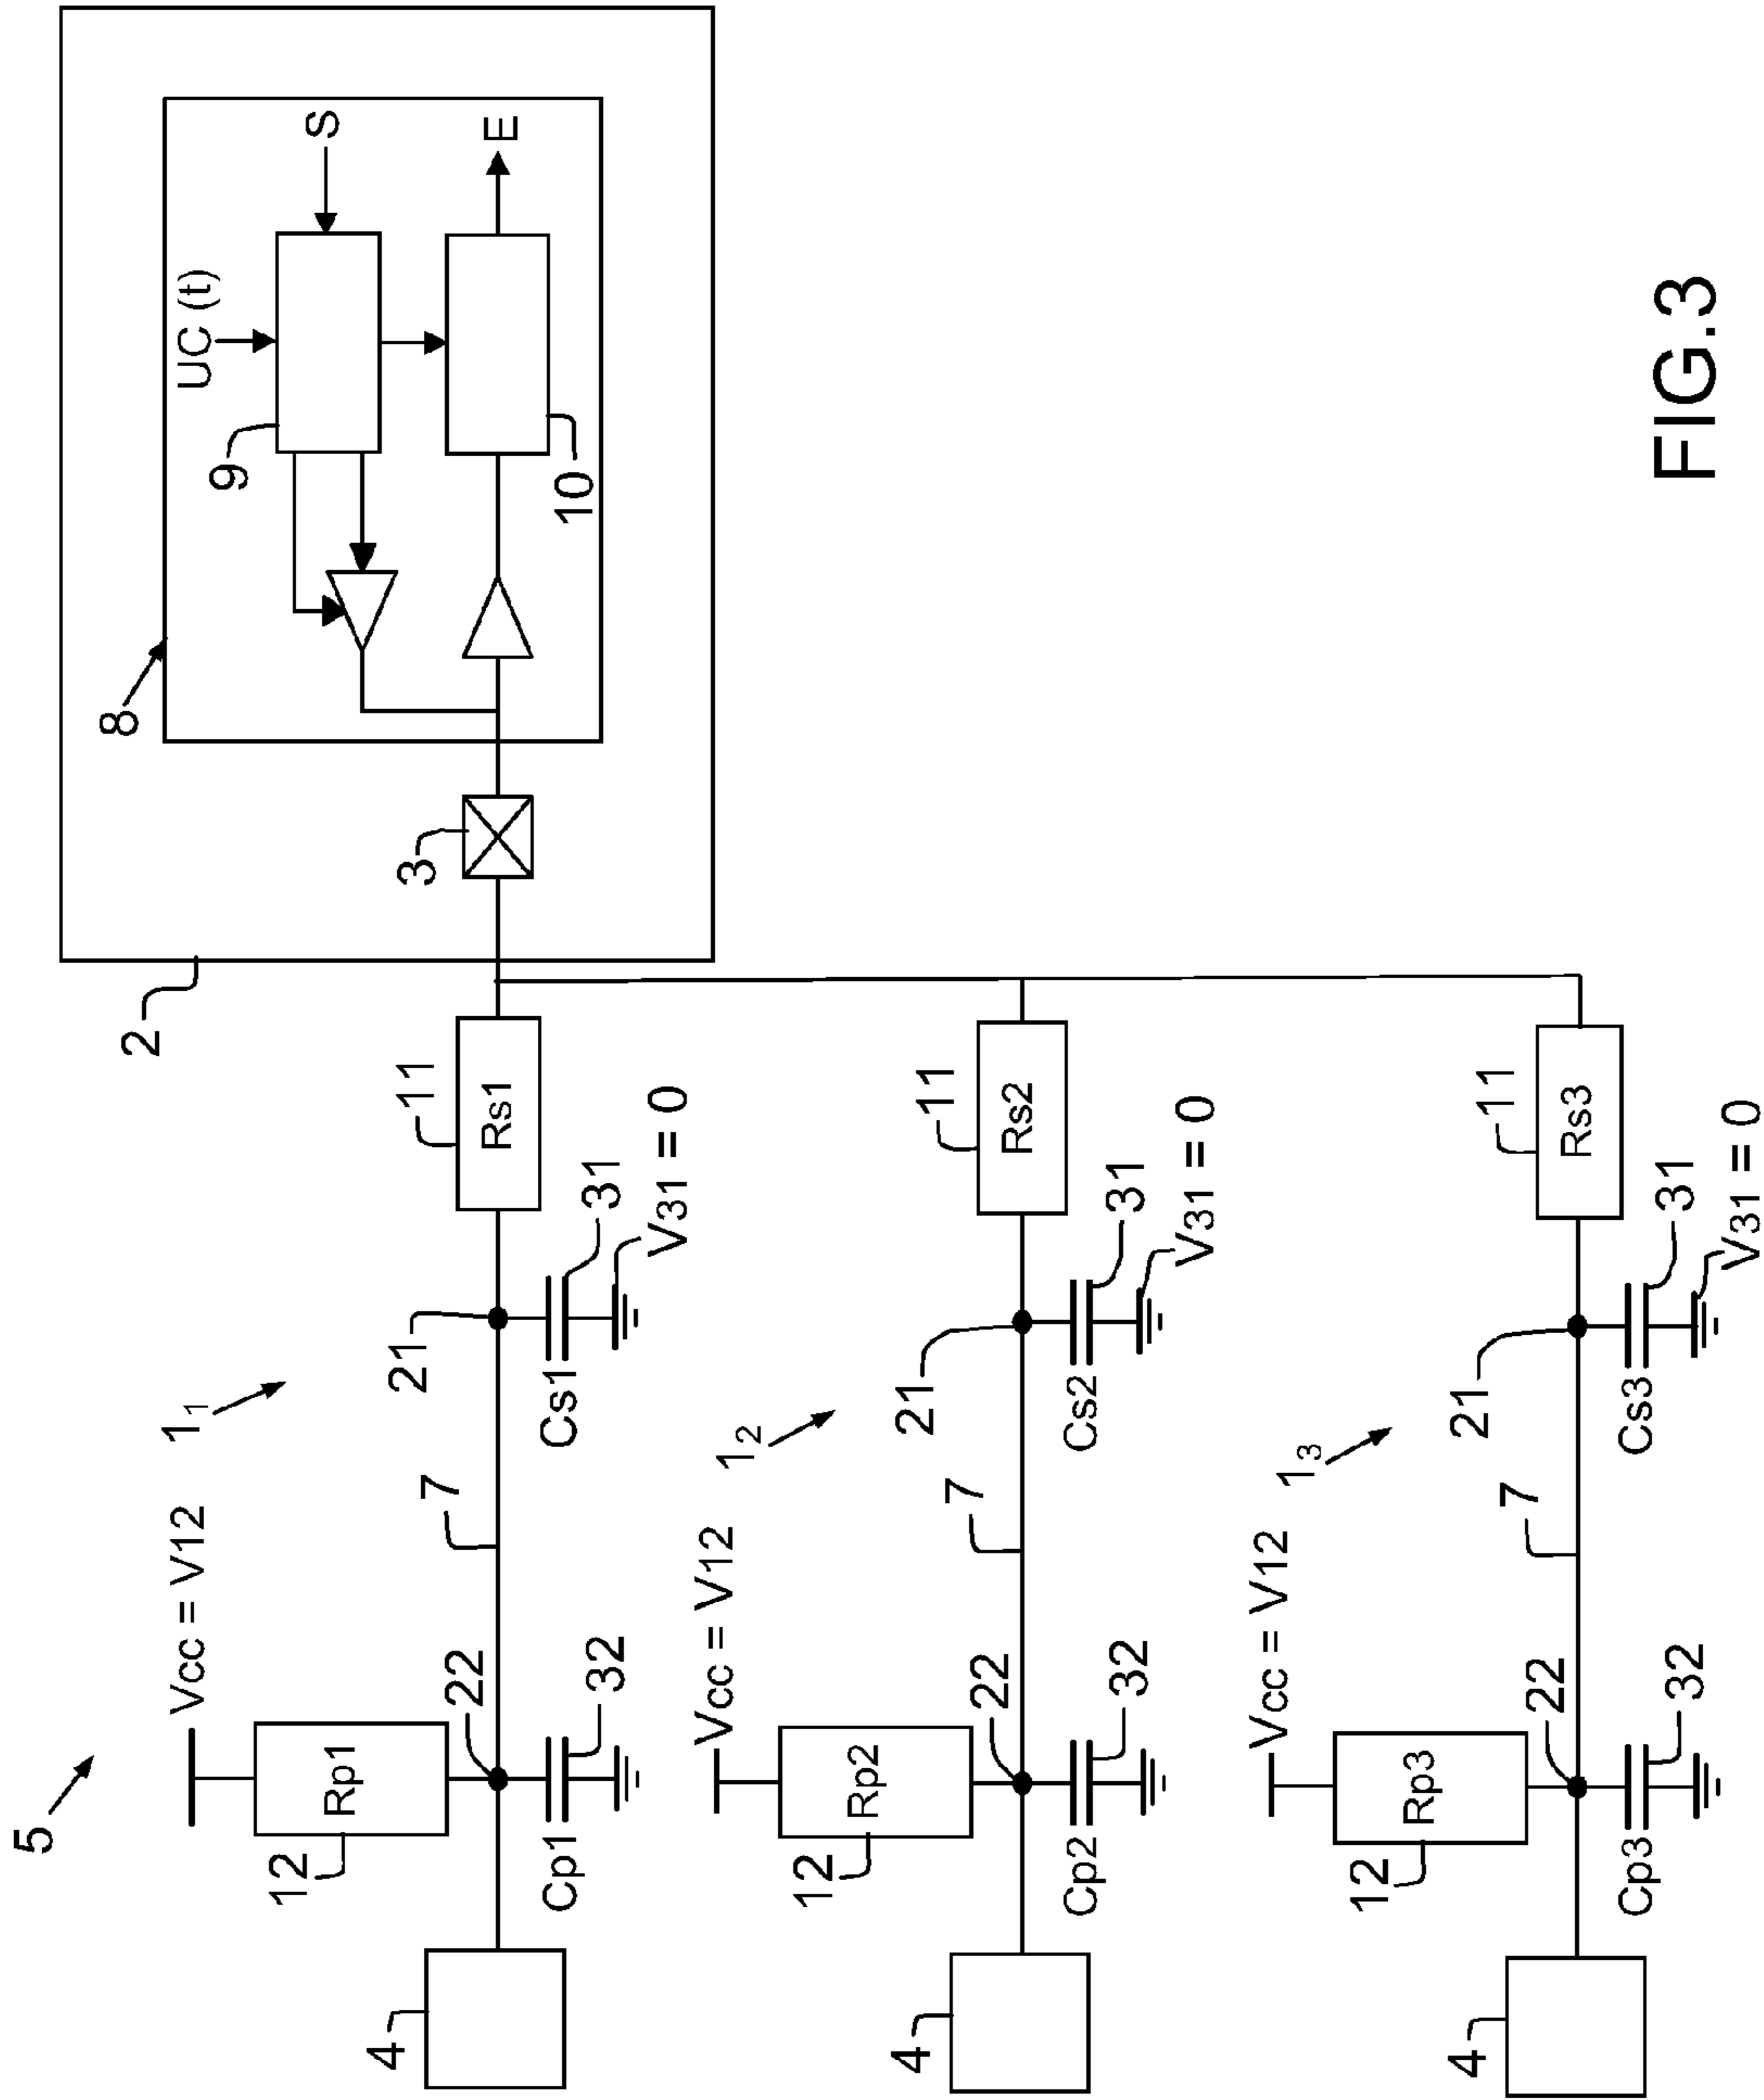 5
Vcc = V12
1₁
2
8
UC (t)
S
9
E
10
3
12
Rp1
22
7
21
11
Rs1
4
Cp1
32
Cs1
31
V31 = 0
Vcc = V12
1₂
12
Rp2
22
7
21
11
Rs2
4
Cp2
32
Cs2
31
V31 = 0
Vcc = V12
1₃
12
Rp3
22
7
21
11
Rs3
4
Cp3
32
Cs3
31
V31 = 0
FIG.3